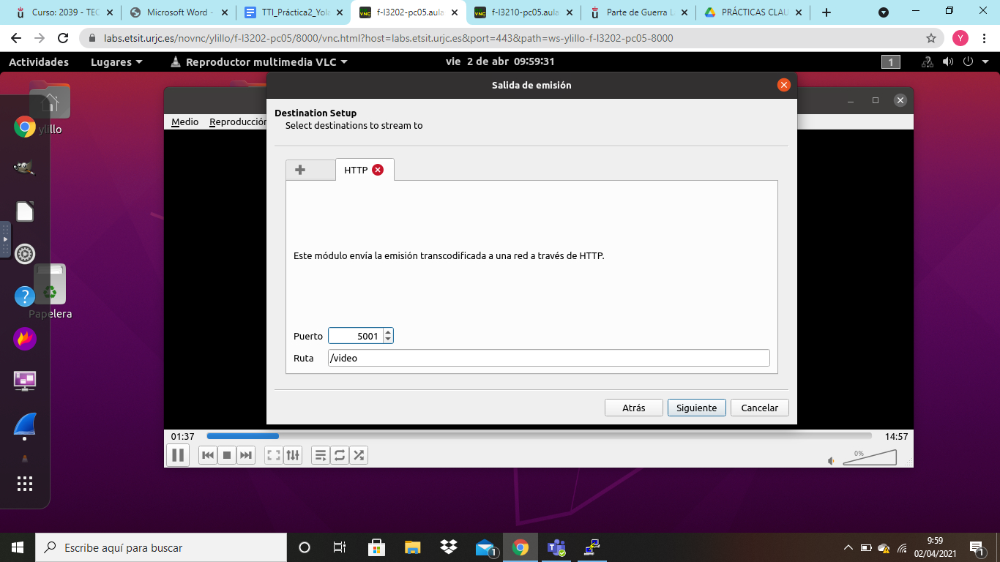 Curso: 2039 - TEC
Microsoft Word -
TTI_Práctica2_Yola
f-l3202-pc05.aula
f-l3210-pc05.aula
Parte de Guerra L
PRÁCTICAS CLAU
labs.etsit.urjc.es/novnc/ylillo/f-l3202-pc05/8000/vnc.html?host=labs.etsit.urjc.es&port=443&path=ws-ylillo-f-l3202-pc05-8000
Y
Actividades
Lugares
Reproductor multimedia VLC
vie 2 de abr 09:59:31
1
Salida de emisión
Destination Setup
Select destinations to stream to
Medio
Reproducción
ylillo
HTTP
Este módulo envía la emisión transcodificada a una red a través de HTTP.
Papelera
Puerto
5001
Ruta
/video
Atrás
Siguiente
Cancelar
01:37
14:57
0%
Escribe aquí para buscar
1
9:59
02/04/2021
1